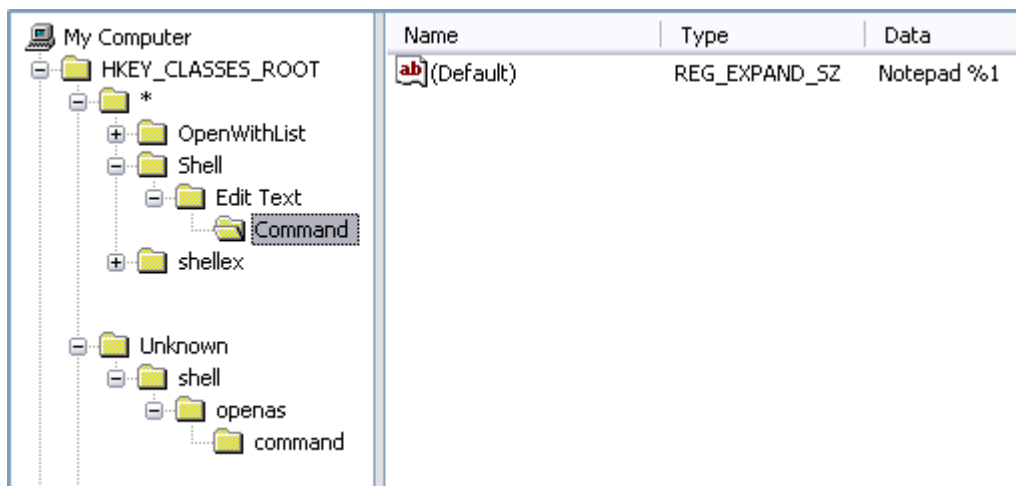 My Computer
HKEY_CLASSES_ROOT
*
OpenWithList
Shell
Edit Text
Command
shellex
Unknown
shell
openas
command
Name Type Data
ab (Default) REG_EXPAND_SZ Notepad %1